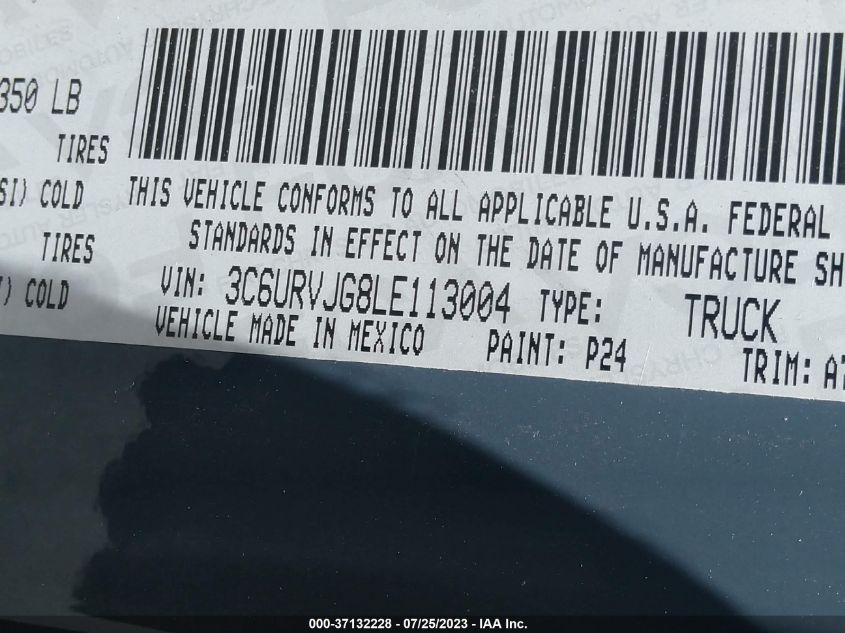 350 LB
TIRES
SI) COLD
TIRES
I) COLD
THIS VEHICLE CONFORMS TO ALL APPLICABLE U.S.A. FEDERAL
STANDARDS IN EFFECT ON THE DATE OF MANUFACTURE SH
VIN: 3C6URVJG8LE113004 TYPE: TRUCK
VEHICLE MADE IN MEXICO PAINT: P24 TRIM: A7
000-37132228 - 07/25/2023 - IAA Inc.